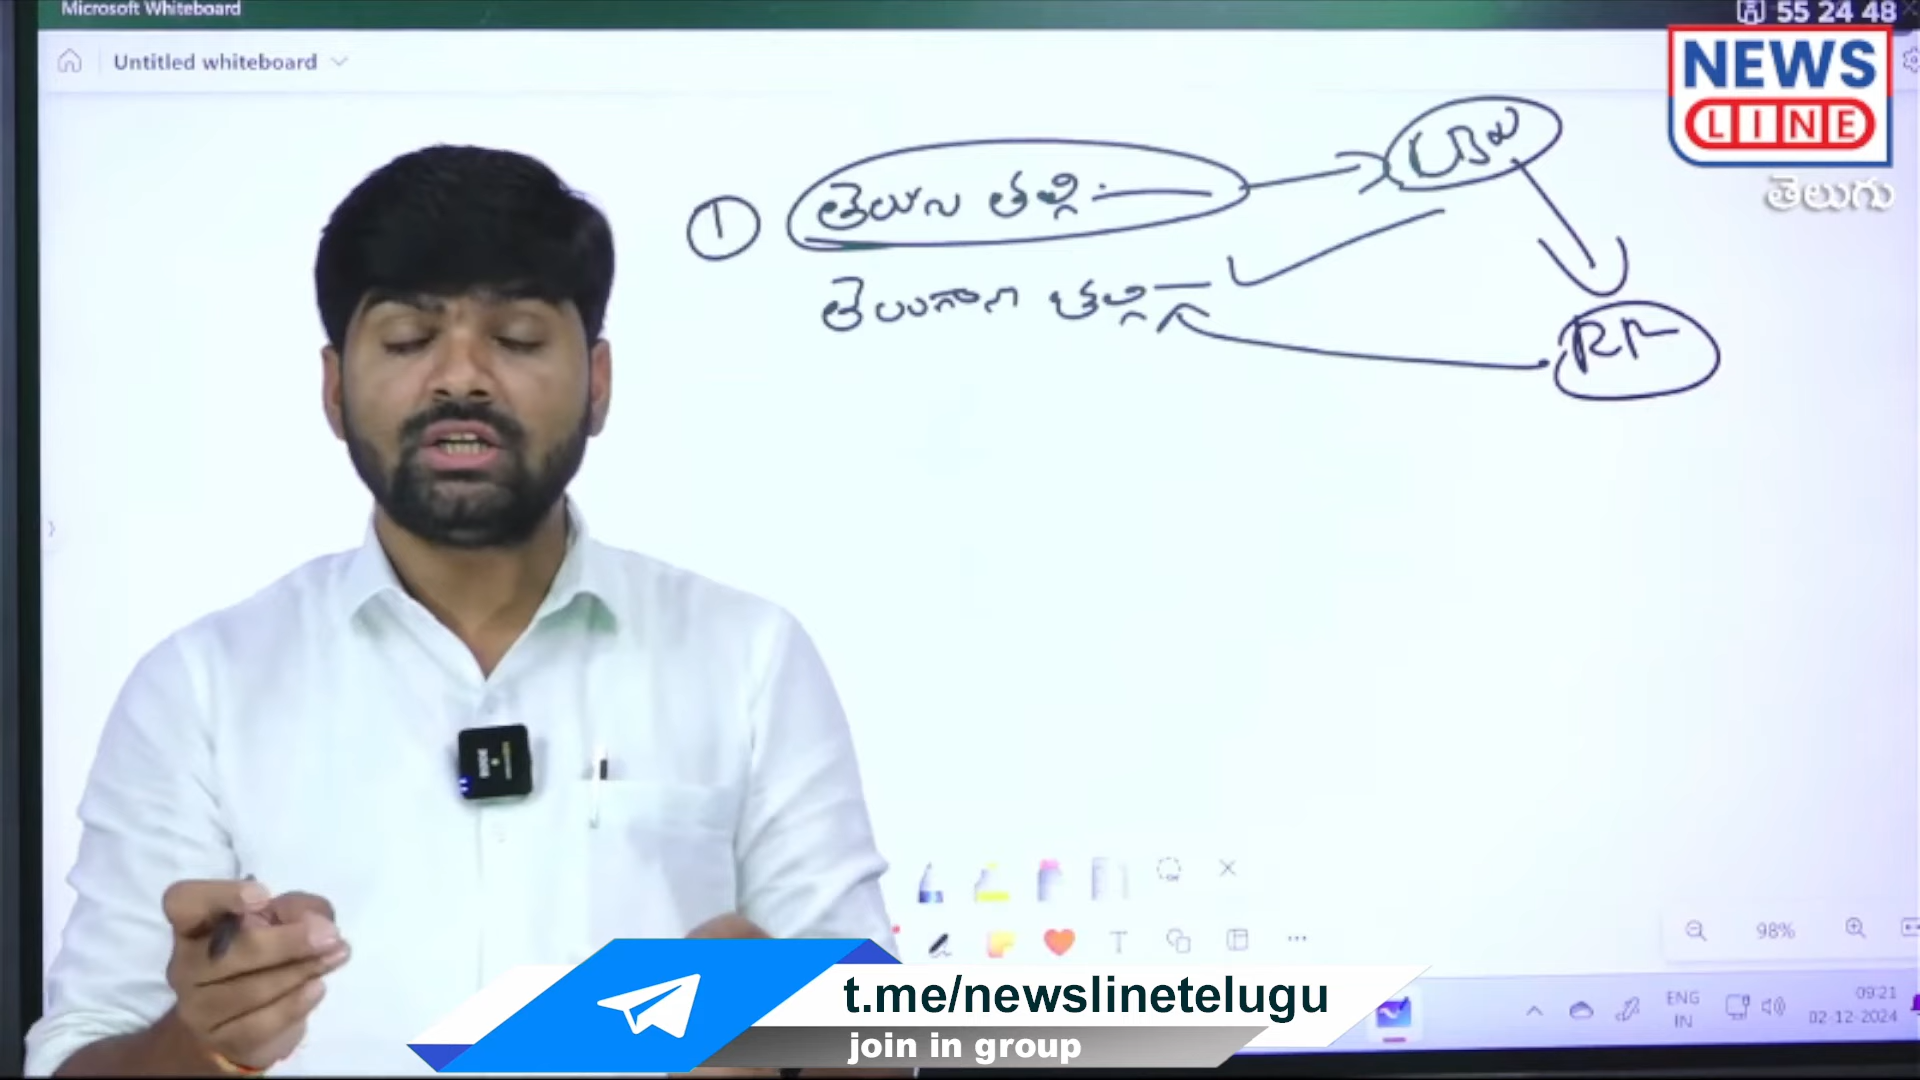 Microsoft Whiteboard
55 24 48
Untitled whiteboard
NEWS
LINE
తెలుగు
① తెలుగు తల్లి
తెలంగాణ తల్లి
98%
t.me/newslinetelugu
join in group
ENG
IN
09:21
02-12-2024